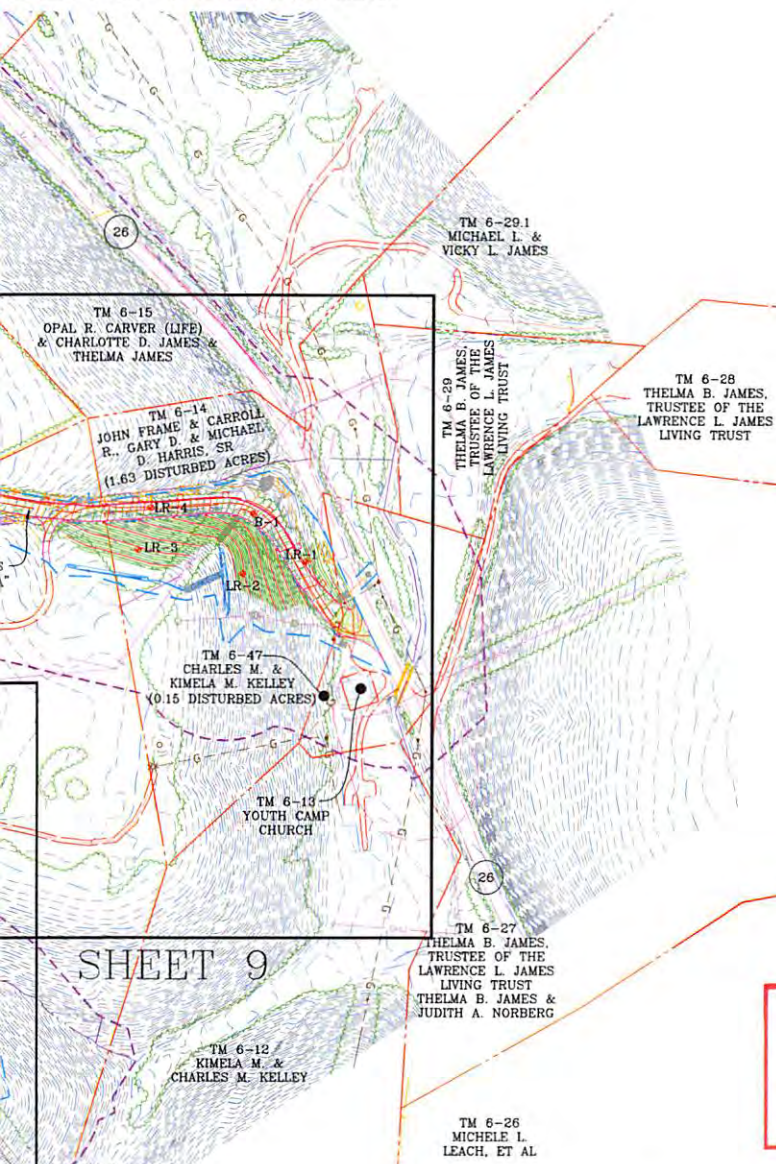 TM 6-29.1
MICHAEL L. &
VICKY L. JAMES
26
TM 6-15
OPAL R. CARVER (LIFE)
& CHARLOTTE D. JAMES &
THELMA JAMES
TM 6-29
THELMA B. JAMES,
TRUSTEE OF THE
LAWRENCE L. JAMES
LIVING TRUST
TM 6-28
THELMA B. JAMES,
TRUSTEE OF THE
LAWRENCE L. JAMES
LIVING TRUST
TM 6-14
JOHN FRAME & CARROLL
R., GARY D. & MICHAEL
D. HARRIS, SR
(1.63 DISTURBED ACRES)
LR-4
B-1
LR-3
LR-1
LR-2
TM 6-47
CHARLES M. &
KIMELA M. KELLEY
(0.15 DISTURBED ACRES)
TM 6-13
YOUTH CAMP
CHURCH
26
SHEET 9
TM 6-27
THELMA B. JAMES,
TRUSTEE OF THE
LAWRENCE L. JAMES
LIVING TRUST
THELMA B. JAMES &
JUDITH A. NORBERG
TM 6-12
KIMELA M. &
CHARLES M. KELLEY
TM 6-26
MICHELE L.
LEACH, ET AL